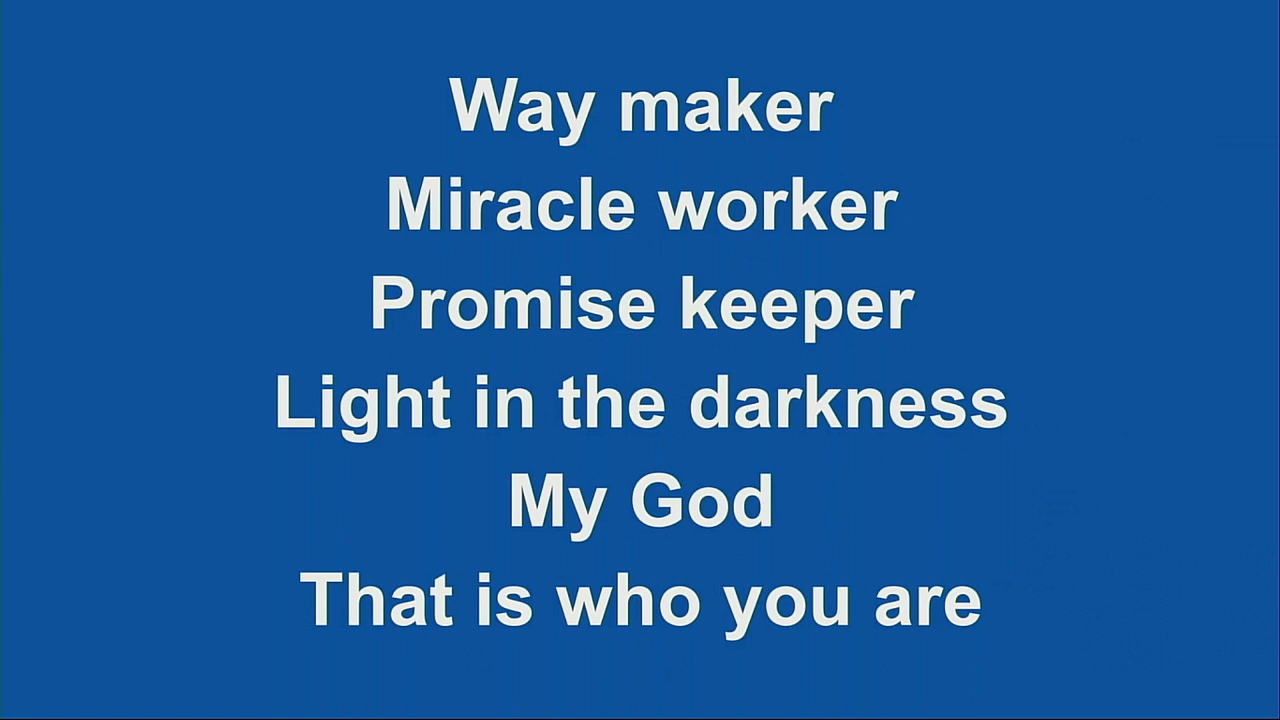 Way maker
Miracle worker
Promise keeper
Light in the darkness
My God
That is who you are